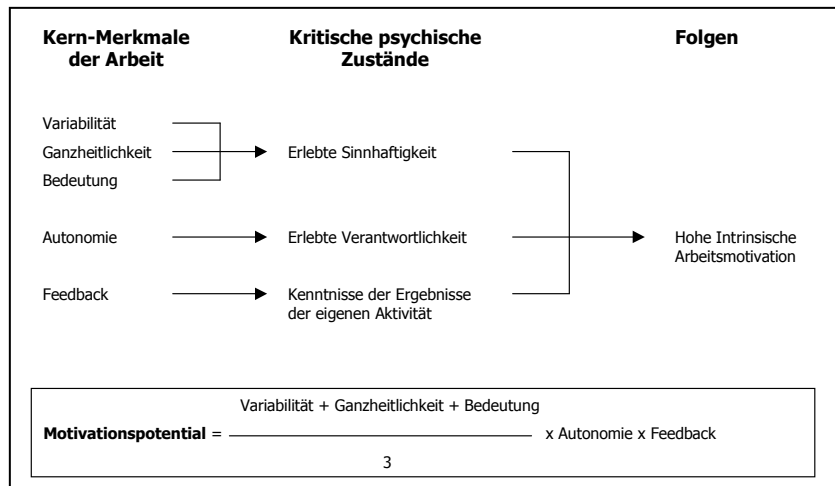 Kern-Merkmale
der Arbeit
Kritische psychische
Zustände
Folgen
Variabilität
Ganzheitlichkeit
Bedeutung
Erlebte Sinnhaftigkeit
Autonomie
Erlebte Verantwortlichkeit
Hohe Intrinsische
Arbeitsmotivation
Feedback
Kenntnisse der Ergebnisse
der eigenen Aktivität
Variabilität + Ganzheitlichkeit + Bedeutung
Motivationspotential = x Autonomie x Feedback
3